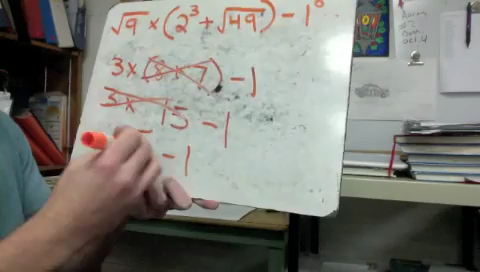 √9 × (2³ + √49) - 1⁰
3 × (8 + 7) - 1
3 × 15 - 1
- 1